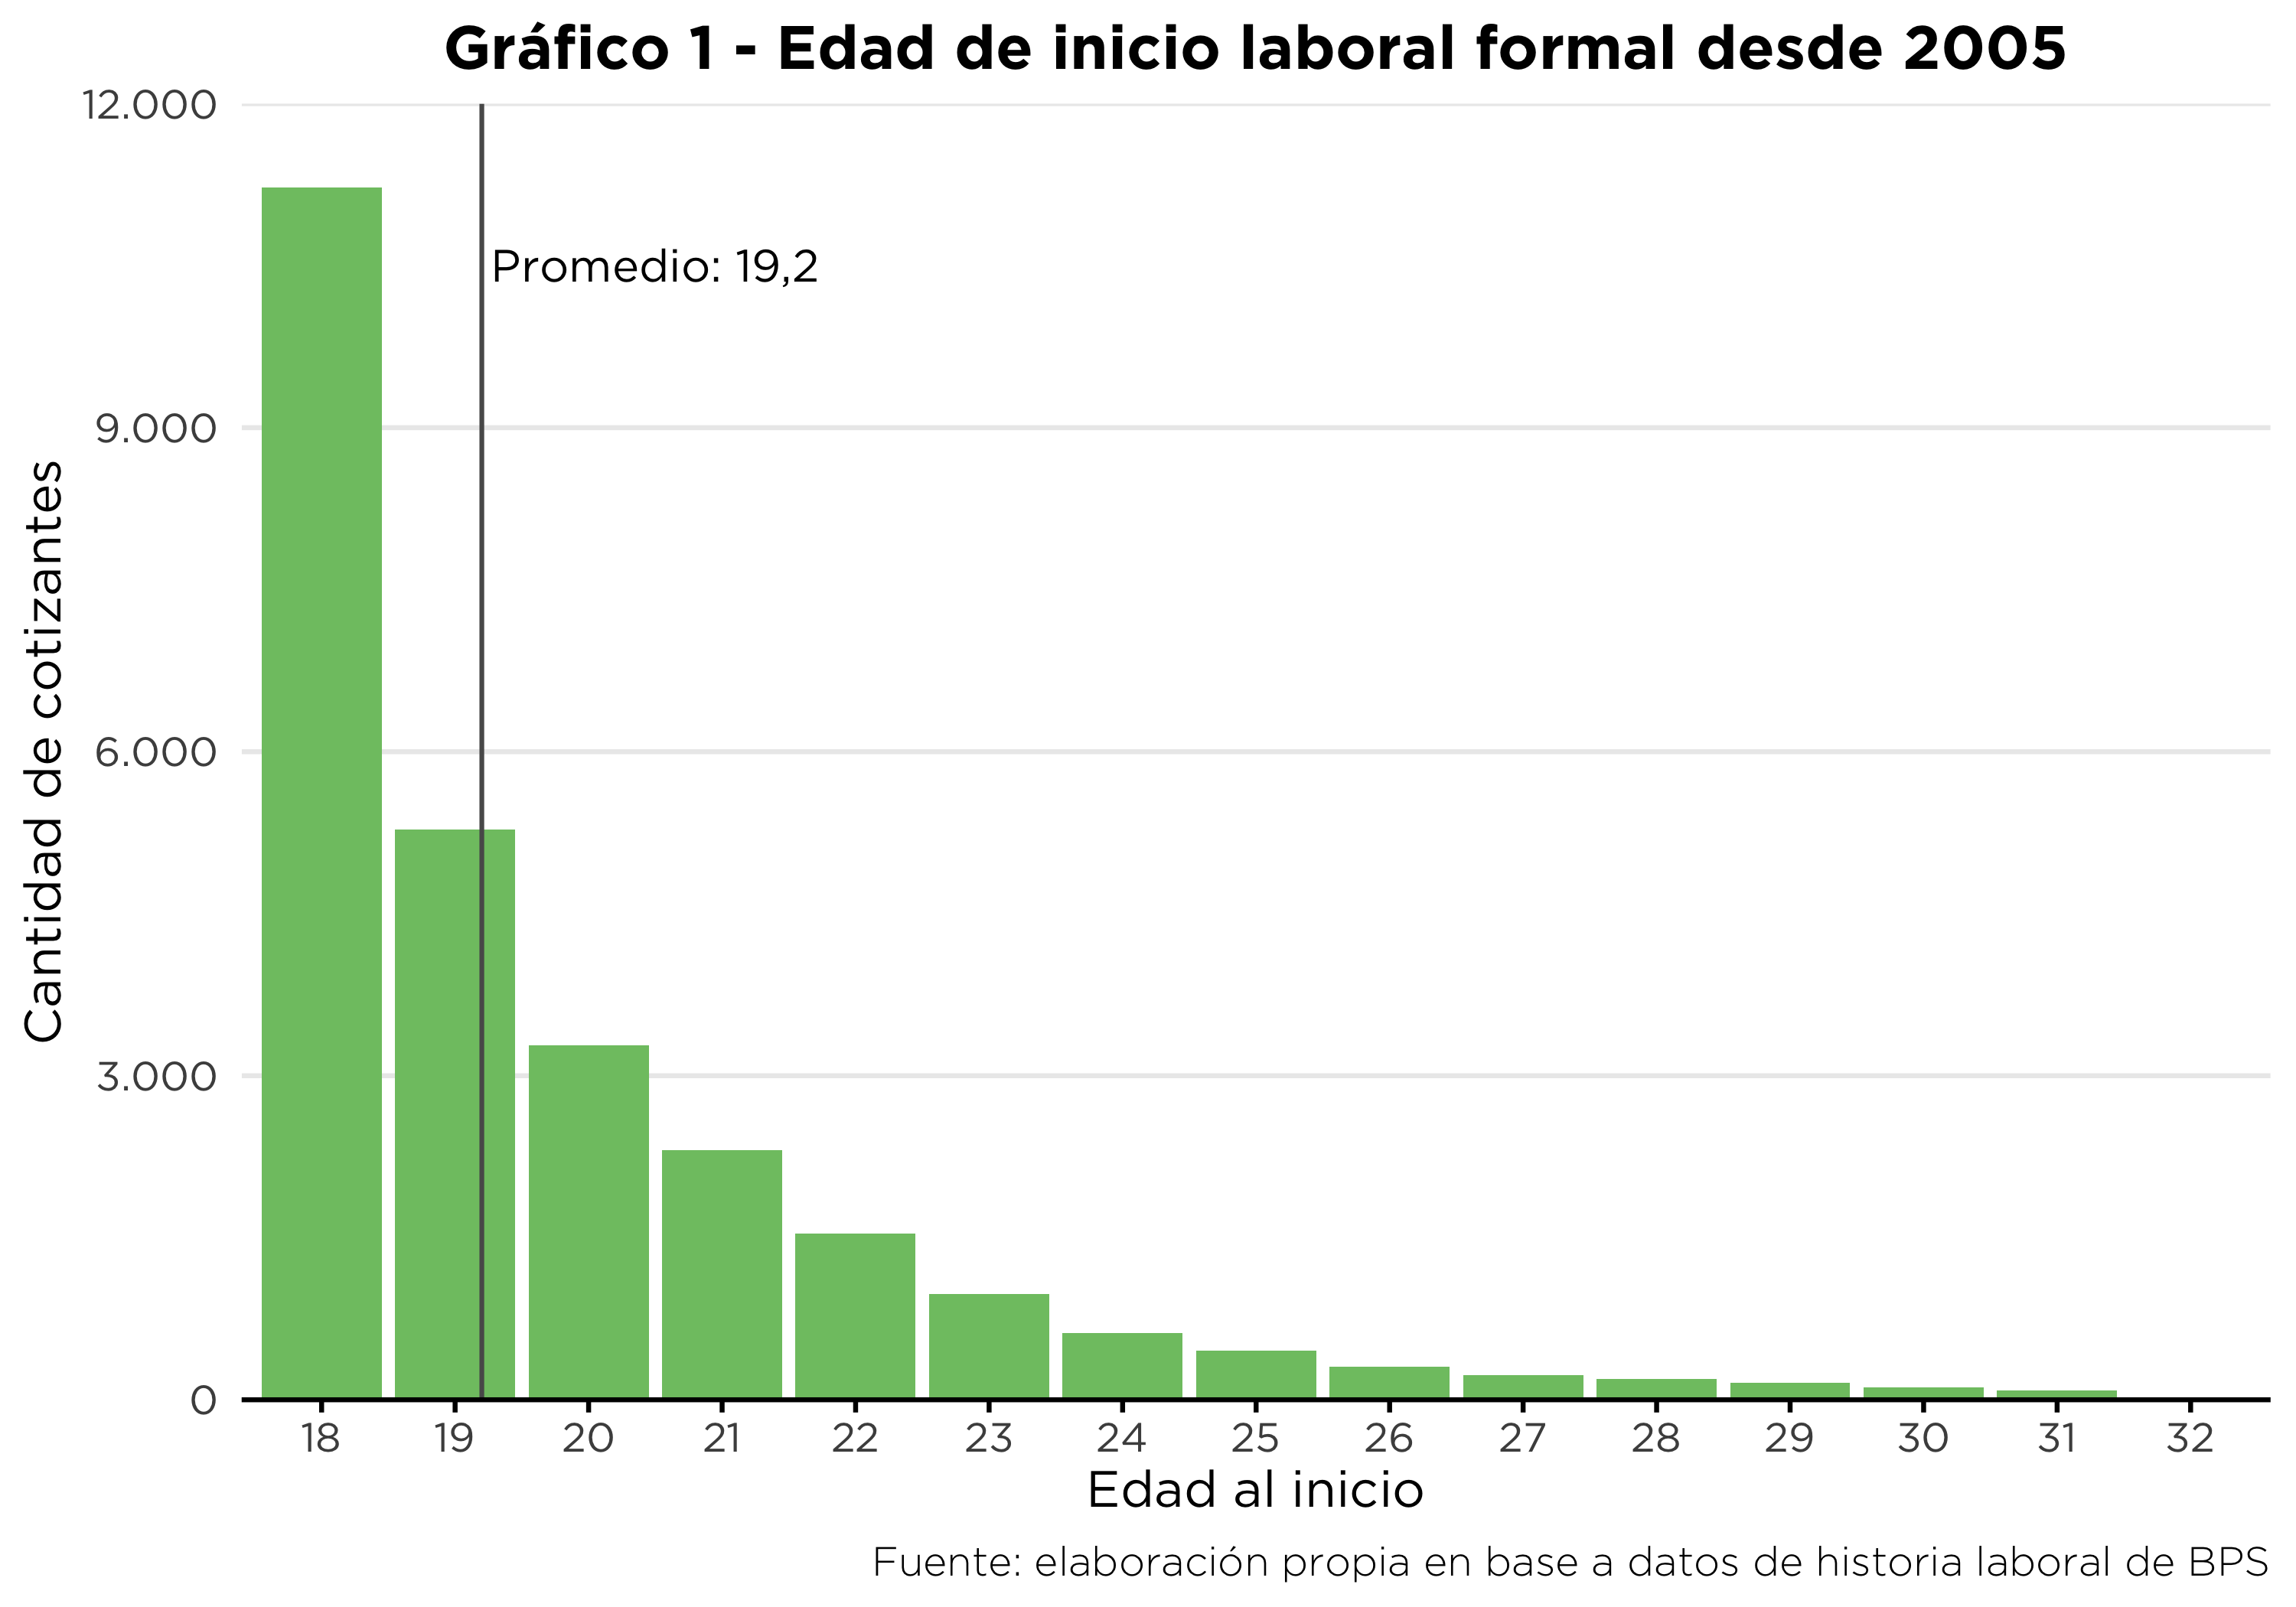 Gráfico 1 - Edad de inicio laboral formal desde 2005
12.000
Promedio: 19,2
9.000
6.000
3.000
0
Cantidad de cotizantes
18 19 20 21 22 23 24 25 26 27 28 29 30 31 32
Edad al inicio
Fuente: elaboración propia en base a datos de historia laboral de BPS